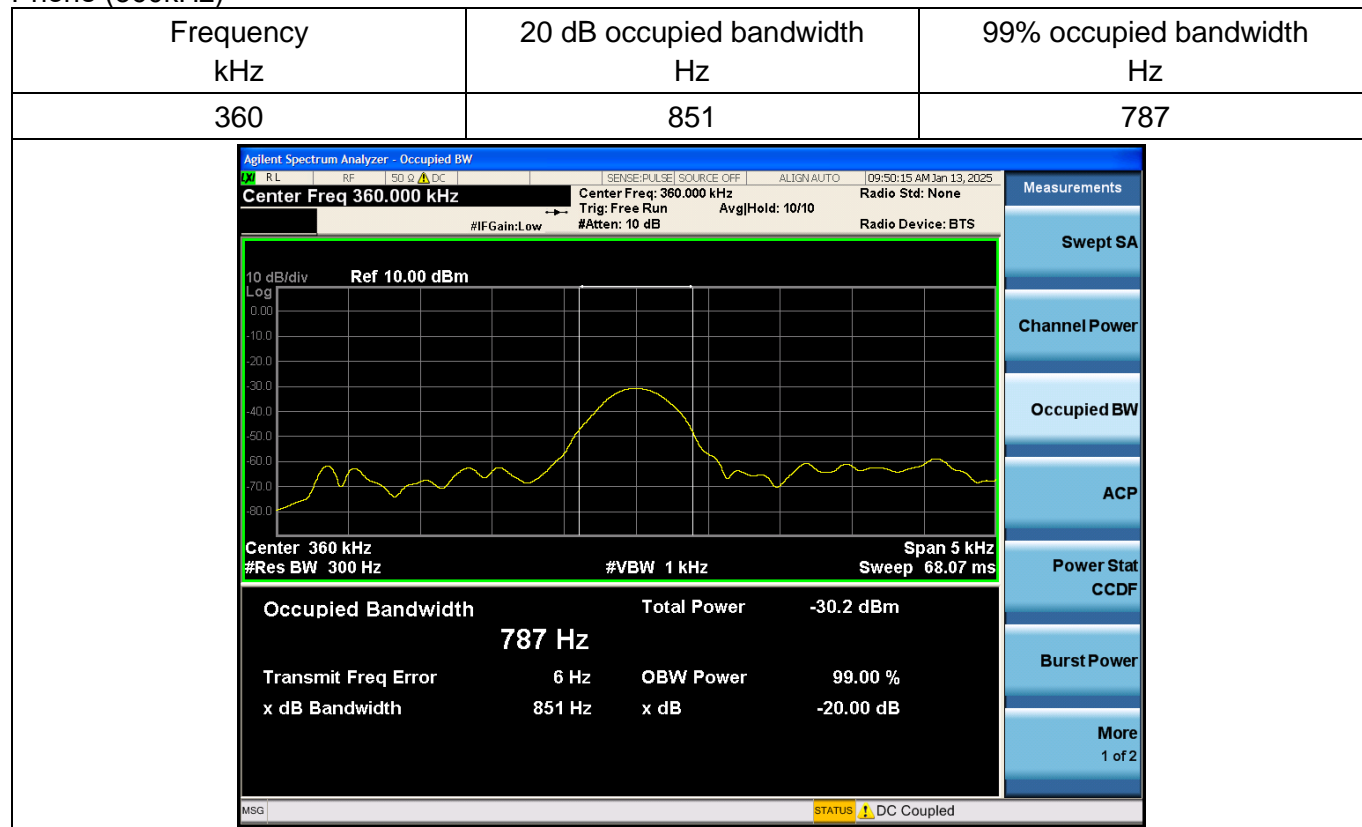 Phone (360kHz)
Frequency
kHz
20 dB occupied bandwidth
Hz
99% occupied bandwidth
Hz
360
851
787
Agilent Spectrum Analyzer - Occupied BW
LXI RL RF 50 Ω DC SENSE:PULSE SOURCE OFF ALIGN AUTO 09:50:15 AM Jan 13, 2025
Center Freq 360.000 kHz
Center Freq: 360.000 kHz Radio Std: None
Trig: Free Run Avg|Hold: 10/10
#IFGain:Low #Atten: 10 dB Radio Device: BTS
10 dB/div Ref 10.00 dBm
Log
0.00
-10.0
-20.0
-30.0
-40.0
-50.0
-60.0
-70.0
-80.0
Center 360 kHz Span 5 kHz
#Res BW 300 Hz #VBW 1 kHz Sweep 68.07 ms
Occupied Bandwidth Total Power -30.2 dBm
787 Hz
Transmit Freq Error 6 Hz OBW Power 99.00 %
x dB Bandwidth 851 Hz x dB -20.00 dB
MSG STATUS DC Coupled
Measurements
Swept SA
Channel Power
Occupied BW
ACP
Power Stat
CCDF
Burst Power
More
1 of 2